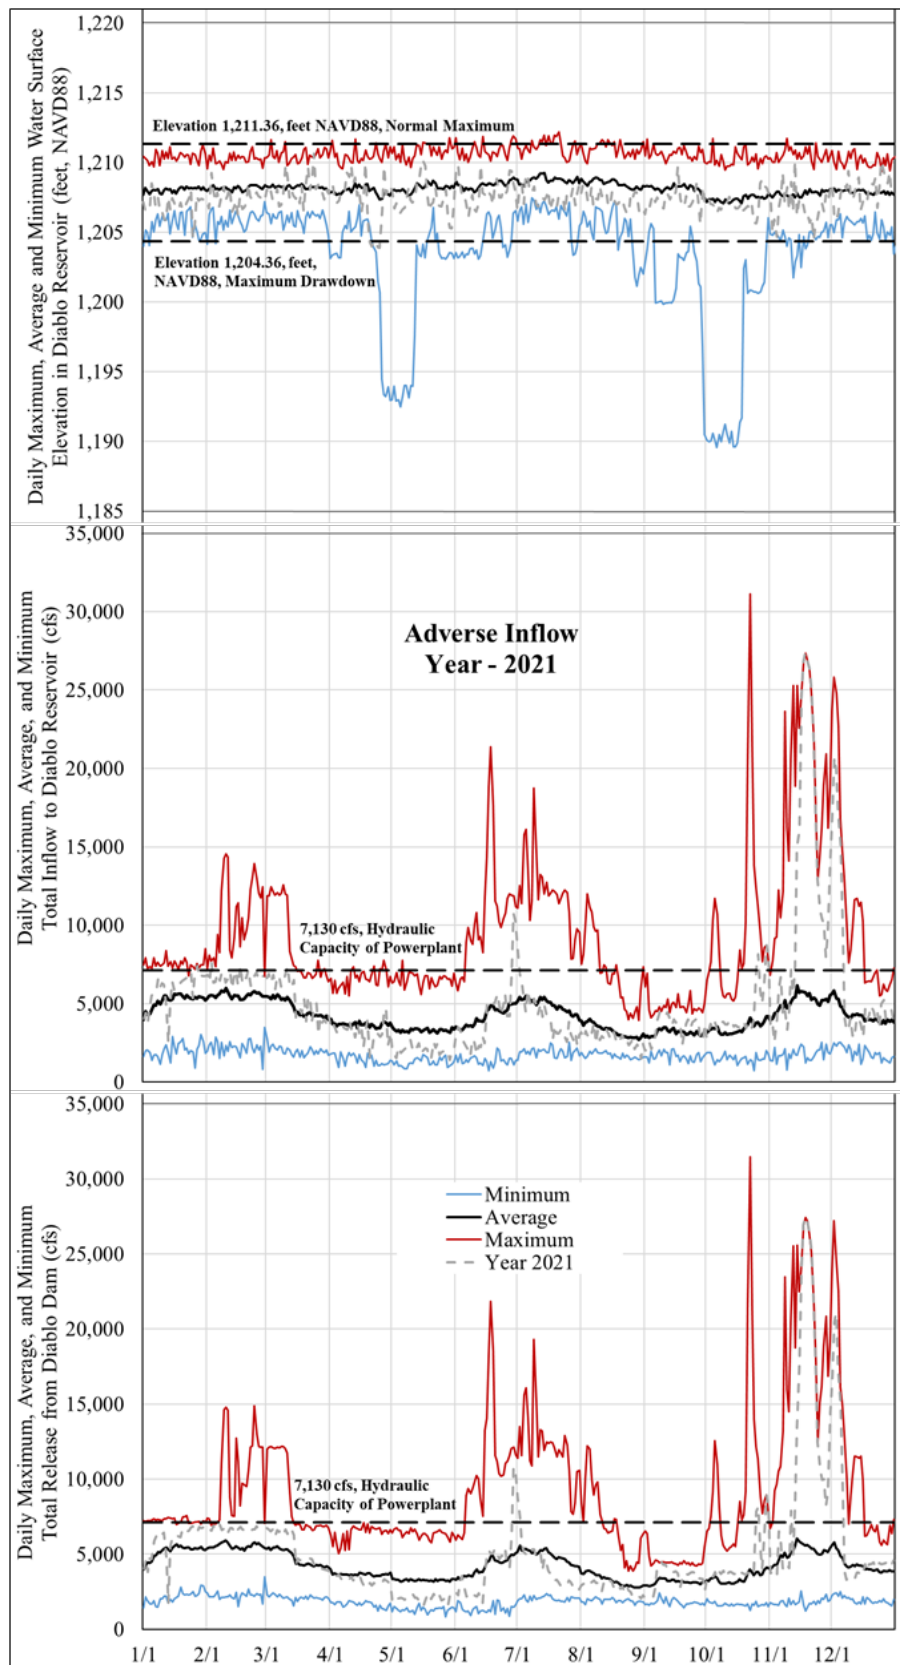 Daily Maximum, Average and Minimum Water Surface
Elevation in Diablo Reservoir (feet, NAVD88)
1,220
1,215
1,210
1,205
1,200
1,195
1,190
1,185
Elevation 1,211.36, feet NAVD88, Normal Maximum
Elevation 1,204.36, feet,
NAVD88, Maximum Drawdown
Daily Maximum, Average, and Minimum
Total Inflow to Diablo Reservoir (cfs)
35,000
30,000
25,000
20,000
15,000
10,000
5,000
0
Adverse Inflow
Year - 2021
7,130 cfs, Hydraulic
Capacity of Powerplant
Daily Maximum, Average, and Minimum
Total Release from Diablo Dam (cfs)
35,000
30,000
25,000
20,000
15,000
10,000
5,000
0
Minimum
Average
Maximum
Year 2021
7,130 cfs, Hydraulic
Capacity of Powerplant
1/1 2/1 3/1 4/1 5/1 6/1 7/1 8/1 9/1 10/1 11/1 12/1